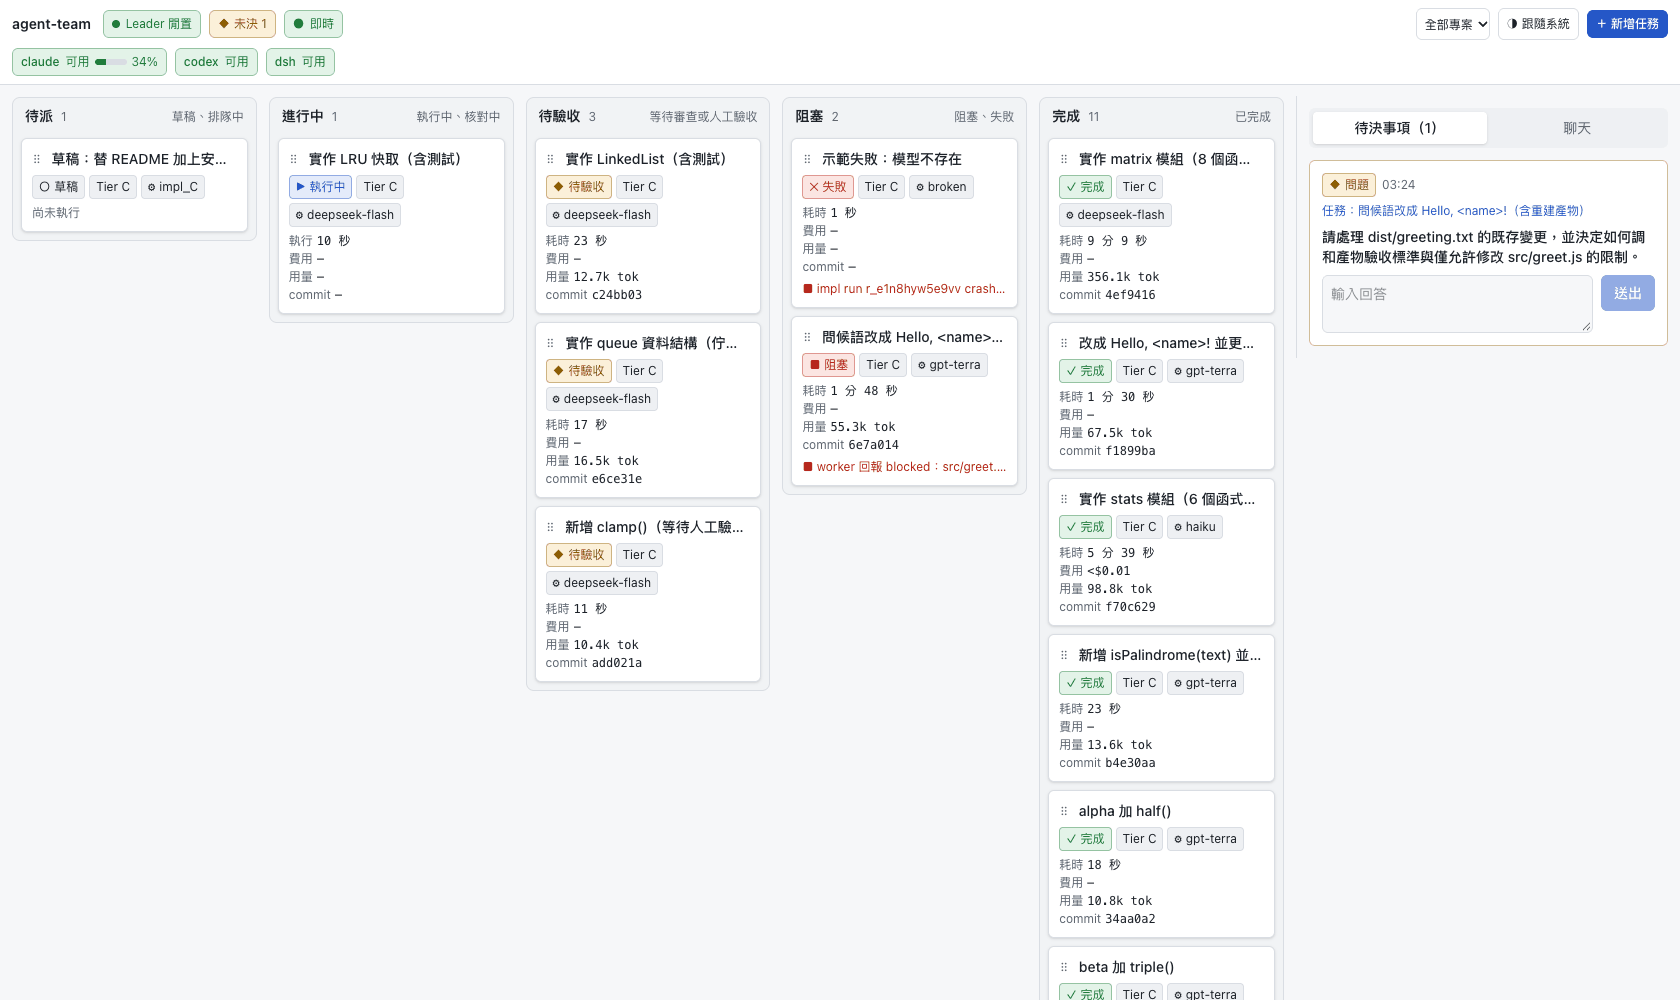 agent-team
Leader 閒置
未決 1
即時
全部專案
跟隨系統
+ 新增任務
claude 可用 34%
codex 可用
dsh 可用
待派 1
草稿、排隊中
草稿：替 README 加上安...
草稿
Tier C
impl_C
尚未執行
進行中 1
執行中、核對中
實作 LRU 快取（含測試）
執行中
Tier C
deepseek-flash
執行 10 秒
費用 —
用量 —
commit —
待驗收 3
等待審查或人工驗收
實作 LinkedList（含測試）
待驗收
Tier C
deepseek-flash
耗時 23 秒
費用 —
用量 12.7k tok
commit c24bb03
實作 queue 資料結構（佇...
待驗收
Tier C
deepseek-flash
耗時 17 秒
費用 —
用量 16.5k tok
commit e6ce31e
新增 clamp()（等待人工驗...
待驗收
Tier C
deepseek-flash
耗時 11 秒
費用 —
用量 10.4k tok
commit add021a
阻塞 2
阻塞、失敗
示範失敗：模型不存在
失敗
Tier C
broken
耗時 1 秒
費用 —
用量 —
commit —
impl run r_e1n8hyw5e9vv crash...
問候語改成 Hello, <name>...
阻塞
Tier C
gpt-terra
耗時 1 分 48 秒
費用 —
用量 55.3k tok
commit 6e7a014
worker 回報 blocked：src/greet....
完成 11
已完成
實作 matrix 模組（8 個函...
完成
Tier C
deepseek-flash
耗時 9 分 9 秒
費用 —
用量 356.1k tok
commit 4ef9416
改成 Hello, <name>! 並更...
完成
Tier C
gpt-terra
耗時 1 分 30 秒
費用 —
用量 67.5k tok
commit f1899ba
實作 stats 模組（6 個函式...
完成
Tier C
haiku
耗時 5 分 39 秒
費用 <$0.01
用量 98.8k tok
commit f70c629
新增 isPalindrome(text) 並...
完成
Tier C
gpt-terra
耗時 23 秒
費用 —
用量 13.6k tok
commit b4e30aa
alpha 加 half()
完成
Tier C
gpt-terra
耗時 18 秒
費用 —
用量 10.8k tok
commit 34aa0a2
beta 加 triple()
完成
Tier C
gpt-terra
待決事項（1）
聊天
問題
03:24
任務：問候語改成 Hello, <name>!（含重建產物）
請處理 dist/greeting.txt 的既存變更，並決定如何調
和產物驗收標準與僅允許修改 src/greet.js 的限制。
輸入回答
送出